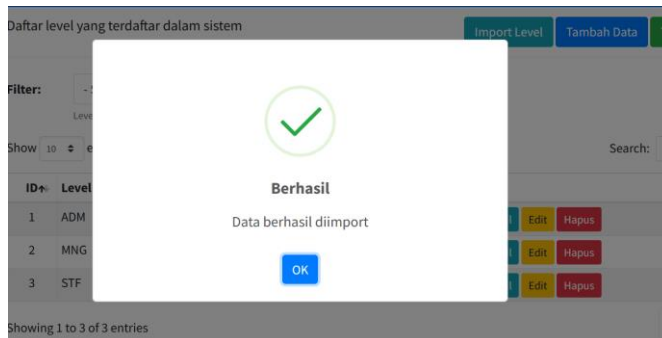 Daftar level yang terdaftar dalam sistem
Import Level Tambah Data
Filter:
Show 10
Search:
ID Level
1 ADM Edit Hapus
2 MNG Edit Hapus
3 STF Edit Hapus
Showing 1 to 3 of 3 entries
Berhasil
Data berhasil diimport
OK